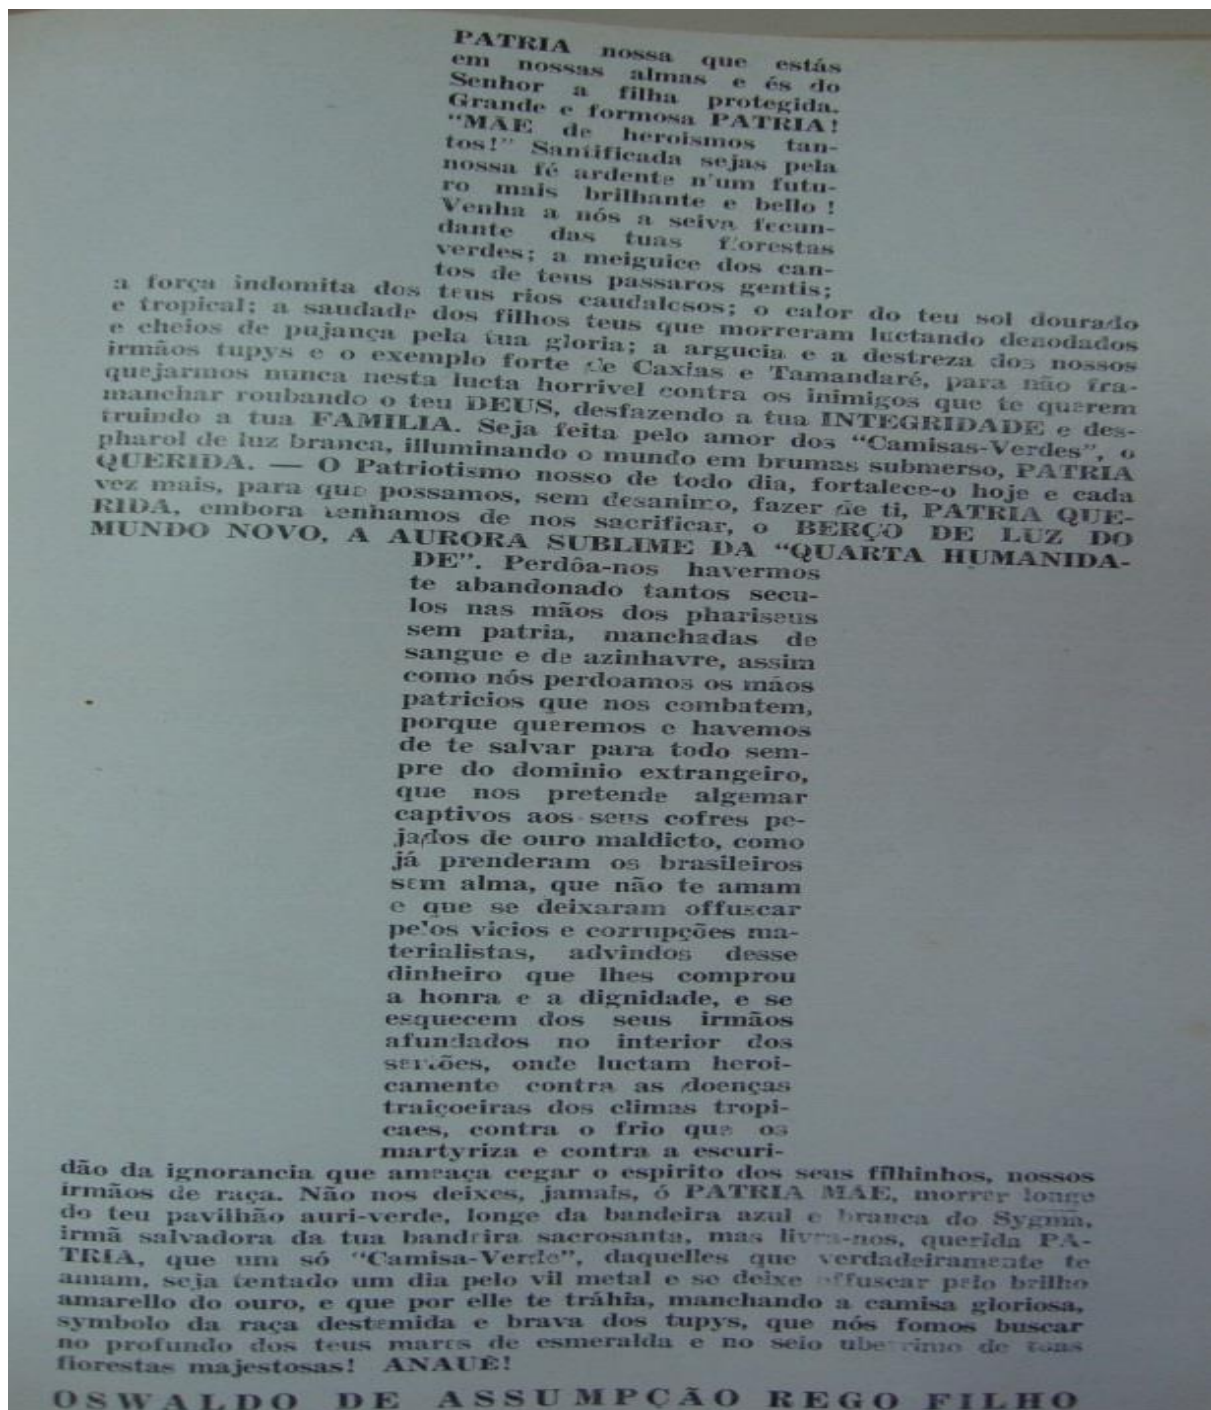 PATRIA nossa que estás
em nossas almas e és do
Senhor a filha protegida.
Grande e formosa PATRIA!
"MÃE de heroismos tan-
tos!" Santificada sejas pela
nossa fé ardente n'um futu-
ro mais brilhante e bello!
Venha a nós a seiva fecun-
dante das tuas florestas
verdes; a meiguice dos can-
tos de teus passaros gentis;
a força indomita dos teus rios caudalosos; o calor do teu sol dourado
e tropical; a saudade dos filhos teus que morreram luctando denodados
e cheios de pujança pela tua gloria; a argucia e a destreza dos nossos
irmãos tupys e o exemplo forte de Caxias e Tamandaré, para não fra-
quejarmos nunca nesta lucta horrivel contra os inimigos que te querem
manchar roubando o teu DEUS, desfazendo a tua INTEGRIDADE e des-
truindo a tua FAMILIA. Seja feita pelo amor dos "Camisas-Verdes", o
pharol de luz branca, illuminando o mundo em brumas submerso, PATRIA
QUERIDA. — O Patriotismo nosso de todo dia, fortalece-o hoje e cada
vez mais, para que possamos, sem desanimo, fazer de ti, PATRIA QUE-
RIDA, embora tenhamos de nos sacrificar, o BERÇO DE LUZ DO
MUNDO NOVO, A AURORA SUBLIME DA "QUARTA HUMANIDA-
DE". Perdôa-nos havermos
te abandonado tantos secu-
los nas mãos dos phariseus
sem patria, manchadas de
sangue e de azinhavre, assim
como nós perdoamos os máos
patricios que nos combatem,
porque queremos e havemos
de te salvar para todo sem-
pre do dominio extrangeiro,
que nos pretende algemar
captivos aos seus cofres pe-
jados de ouro maldicto, como
já prenderam os brasileiros
sem alma, que não te amam
e que se deixaram offuscar
pelos vicios e corrupções ma-
terialistas, advindos desse
dinheiro que lhes comprou
a honra e a dignidade, e se
esquecem dos seus irmãos
afundados no interior dos
sertões, onde luctam heroi-
camente contra as doenças
traiçoeiras dos climas tropi-
caes, contra o frio que os
martyriza e contra a escuri-
dão da ignorancia que ameaça cegar o espirito dos seus filhinhos, nossos
irmãos de raça. Não nos deixes, jamais, ó PATRIA MÃE, morrer longe
do teu pavilhão auri-verde, longe da bandeira azul e branca do Sygma,
irmã salvadora da tua bandeira sacrosanta, mas livra-nos, querida PA-
TRIA, que um só "Camisa-Verde", daquelles que verdadeiramente te
amam, seja tentado um dia pelo vil metal e se deixe offuscar pelo brilho
amarello do ouro, e que por elle te tráhia, manchando a camisa gloriosa,
symbolo da raça destemida e brava dos tupys, que nós fomos buscar
no profundo dos teus mares de esmeralda e no seio uberrimo de tuas
florestas majestosas! ANAUÊ!
OSWALDO DE ASSUMPÇÃO REGO FILHO